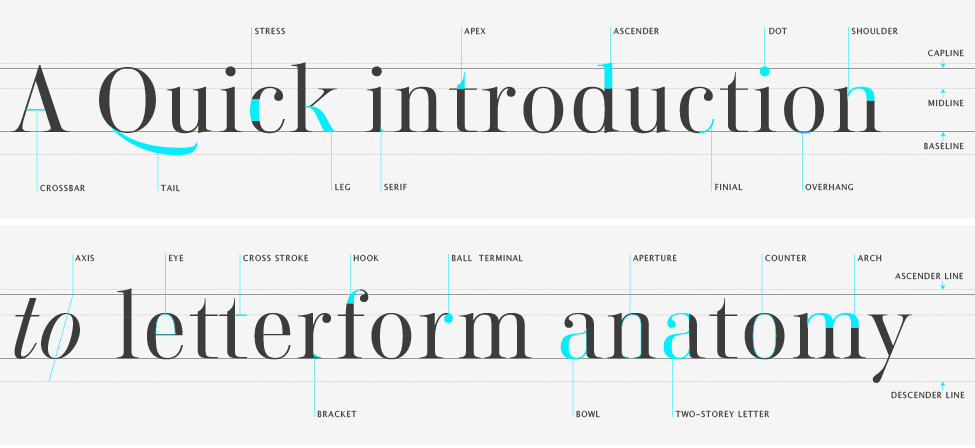 STRESS APEX ASCENDER DOT SHOULDER
CAPLINE
A Quick introduction
MIDLINE
BASELINE
CROSSBAR TAIL LEG SERIF FINIAL OVERHANG
AXIS EYE CROSS STROKE HOOK BALL TERMINAL APERTURE COUNTER ARCH
ASCENDER LINE
to letterform anatomy
DESCENDER LINE
BRACKET BOWL TWO-STOREY LETTER